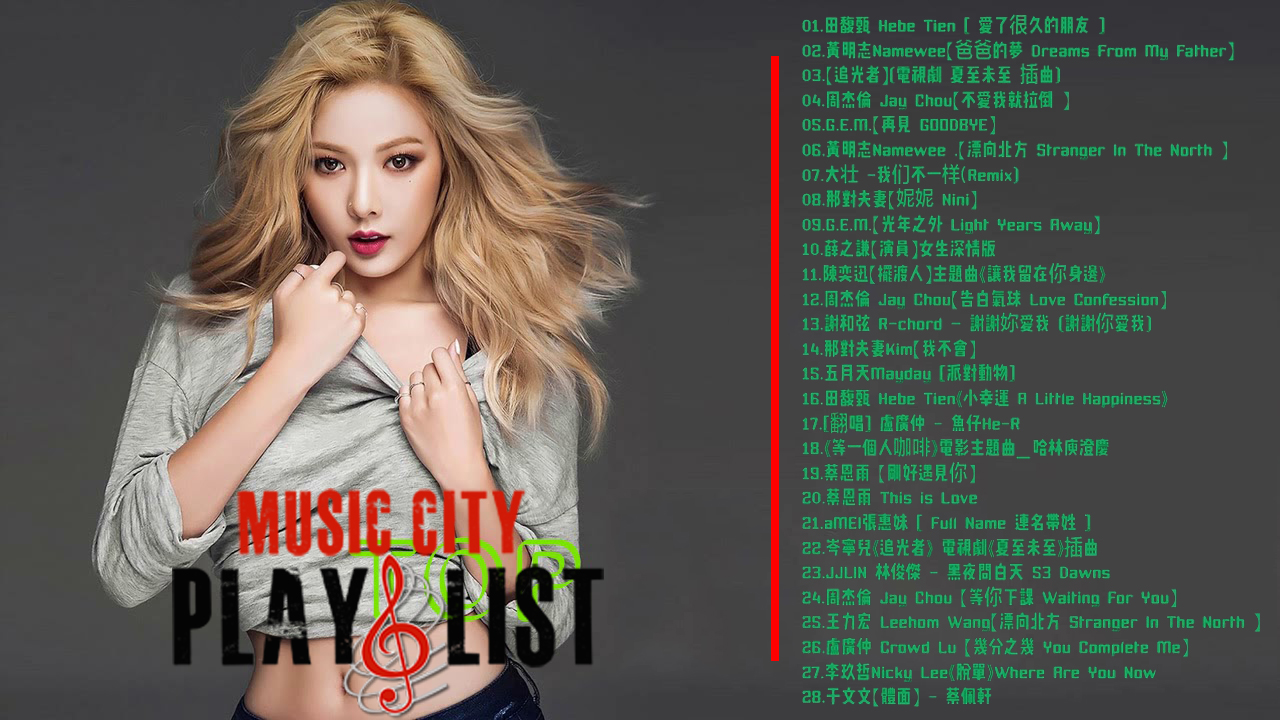 MUSIC CITY
POP
PLAY LIST
01.田馥甄 Hebe Tien [ 愛了很久的朋友 ]
02.黃明志Namewee【爸爸的夢 Dreams From My Father】
03.【追光者】(電視劇 夏至未至 插曲)
04.周杰倫 Jay Chou【不愛我就拉倒 】
05.G.E.M.【再見 GOODBYE】
06.黃明志Namewee .【漂向北方 Stranger In The North 】
07.大壮 -我们不一样(Remix)
08.那對夫妻【妮妮 Nini】
09.G.E.M.【光年之外 Light Years Away】
10.薛之謙【演員】女生深情版
11.陳奕迅【擺渡人】主題曲《讓我留在你身邊》
12.周杰倫 Jay Chou【告白氣球 Love Confession】
13.謝和弦 R-chord – 謝謝妳愛我 (謝謝你愛我)
14.那對夫妻Kim【我不會】
15.五月天Mayday [派對動物]
16.田馥甄 Hebe Tien《小幸運 A Little Happiness》
17.[翻唱] 盧廣仲 - 魚仔He-R
18.《等一個人咖啡》電影主題曲_哈林庾澄慶
19.蔡恩雨【剛好遇見你】
20.蔡恩雨 This is Love
21.aMEI張惠妹 [ Full Name 連名帶姓 ]
22.岑寧兒《追光者》 電視劇《夏至未至》插曲
23.JJLIN 林俊傑 – 黑夜問白天 53 Dawns
24.周杰倫 Jay Chou【等你下課 Waiting For You】
25.王力宏 Leehom Wang【漂向北方 Stranger In The North 】
26.盧廣仲 Crowd Lu【幾分之幾 You Complete Me】
27.李玖哲Nicky Lee《脫單》Where Are You Now
28.于文文【體面】 - 蔡佩軒